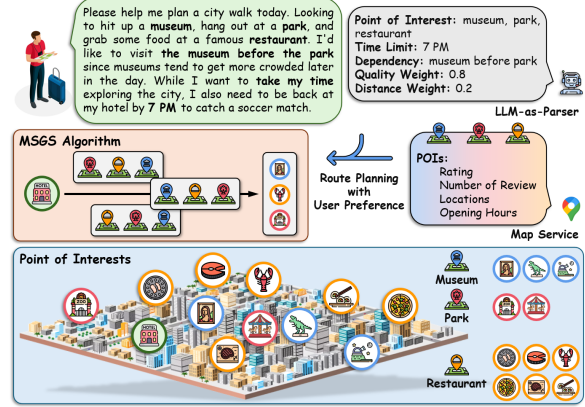 Please help me plan a city walk today. Looking
to hit up a museum, hang out at a park, and
grab some food at a famous restaurant. I'd
like to visit the museum before the park
since museums tend to get more crowded later
in the day. While I want to take my time
exploring the city, I also need to be back at
my hotel by 7 PM to catch a soccer match.
Point of Interest: museum, park,
restaurant
Time Limit: 7 PM
Dependency: museum before park
Quality Weight: 0.8
Distance Weight: 0.2
LLM-as-Parser
MSGS Algorithm
HOTEL
Route Planning
with
User Preference
POIs:
Rating
Number of Review
Locations
Opening Hours
Map Service
Point of Interests
ZOO
HOTEL
Museum
Park
Restaurant